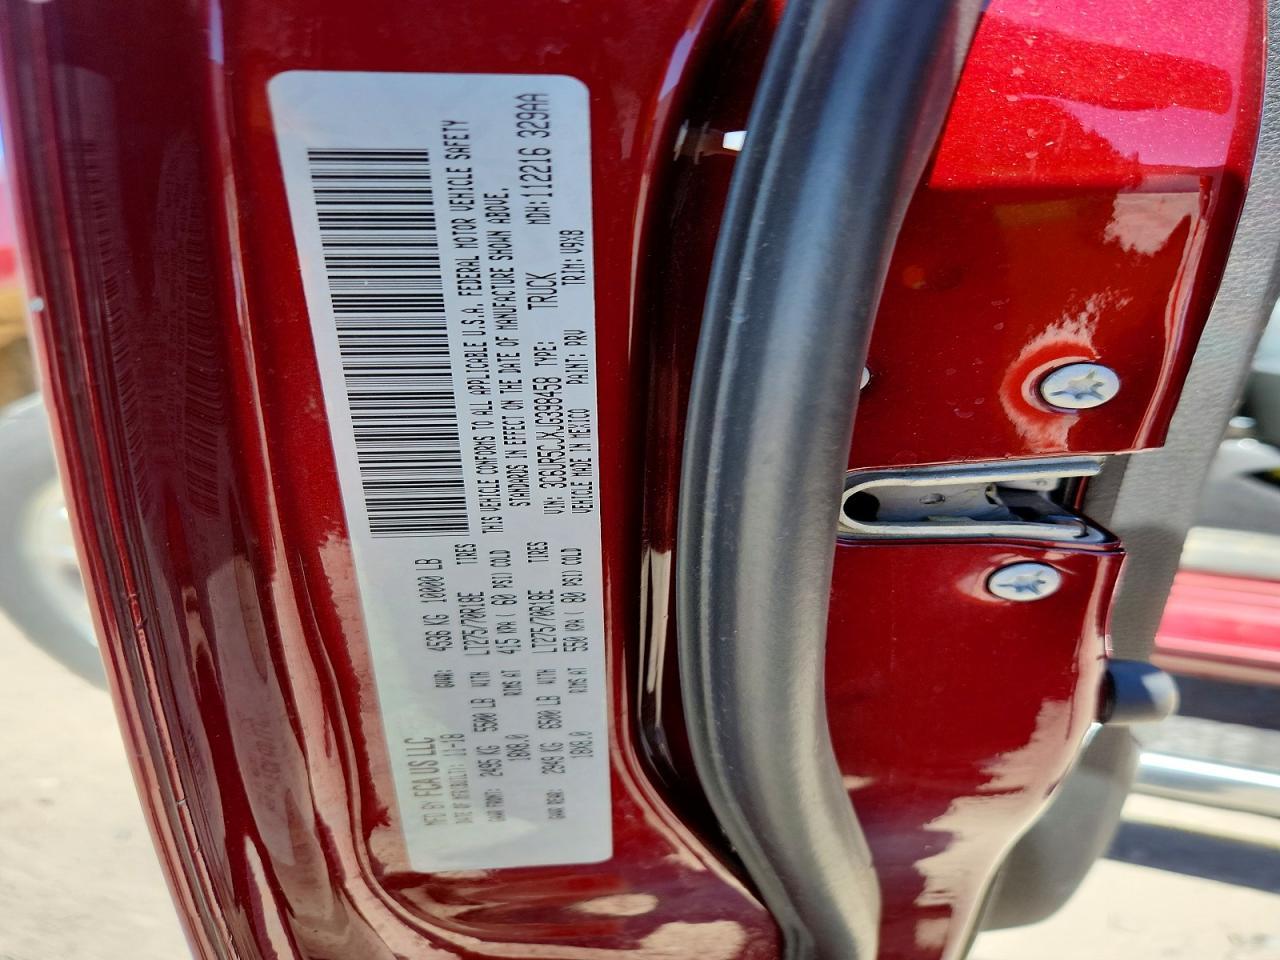 MFD BY FCA US LLC
DATE OF MFR(BUILT): 11-18 GVWR: 4536 KG 10000 LB
GAWR FRONT: 2495 KG 5500 LB WITH LT275/70R18E TIRES
18X8.0 RIMS AT 415 KPA ( 60 PSI) COLD
GAWR REAR: 2949 KG 6500 LB WITH LT275/70R18E TIRES
18X8.0 RIMS AT 550 KPA ( 80 PSI) COLD
THIS VEHICLE CONFORMS TO ALL APPLICABLE U.S.A. FEDERAL MOTOR VEHICLE SAFETY
STANDARDS IN EFFECT ON THE DATE OF MANUFACTURE SHOWN ABOVE.
VIN: 3C6UR5CJXJG398458 TYPE: TRUCK MDH: 112216 329AA
VEHICLE MADE IN MEXICO PAINT: PRV TRIM: V9X8